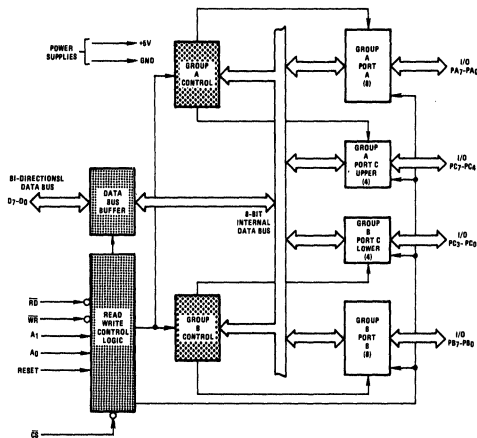 POWER
SUPPLIES
+5V
GND
GROUP
A
CONTROL
GROUP
A
PORT
A
(8)
I/O
PA7-PA0
GROUP
A
PORT C
UPPER
(4)
I/O
PC7-PC4
BI-DIRECTIONSL
DATA BUS
D7-D0
DATA
BUS
BUFFER
8-BIT
INTERNAL
DATA BUS
GROUP
B
PORT C
LOWER
(4)
I/O
PC3-PC0
RD
WR
A1
A0
RESET
READ
WRITE
CONTROL
LOGIC
GROUP
B
CONTROL
GROUP
B
PORT
B
(8)
I/O
PB7-PB0
CS